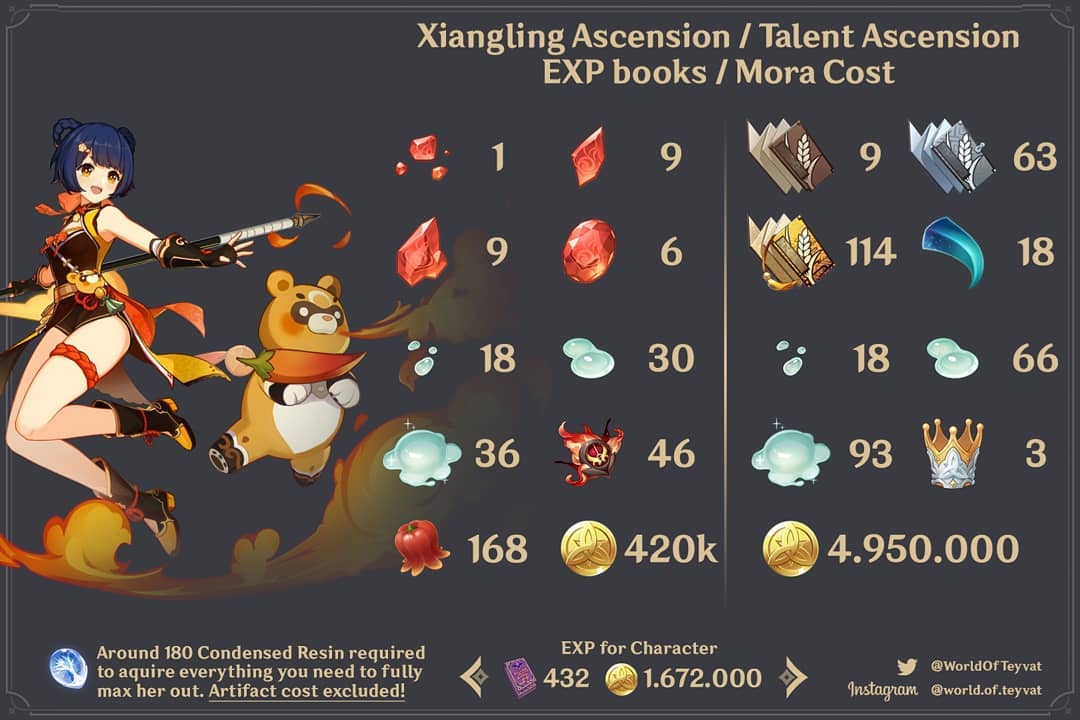 Xiangling Ascension / Talent Ascension
EXP books / Mora Cost
1 9 9 63
9 6 114 18
18 30 18 66
36 46 93 3
168 420k 4.950.000
Around 180 Condensed Resin required
to aquire everything you need to fully
max her out. Artifact cost excluded!
EXP for Character
432 1.672.000
@WorldOfTeyvat
Instagram @world.of.teyvat